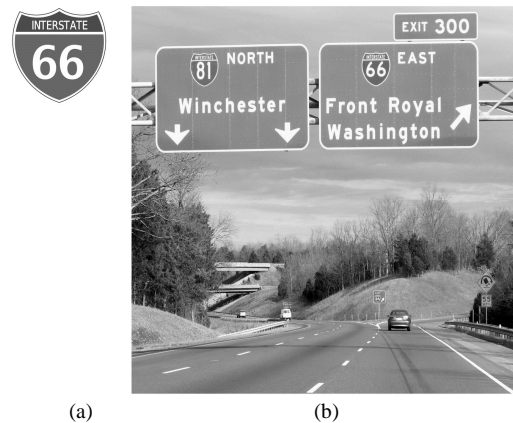 INTERSTATE
66
EXIT 300
INTERSTATE
81
NORTH
Winchester
INTERSTATE
66
EAST
Front Royal
Washington
(a)
(b)